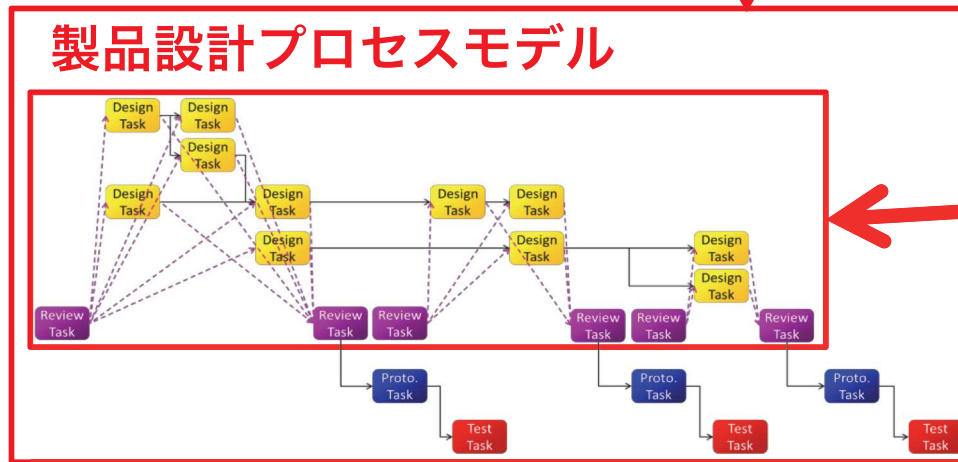 製品設計プロセスモデル
Design
Task
Design
Task
Design
Task
Design
Task
Design
Task
Design
Task
Design
Task
Design
Task
Design
Task
Design
Task
Design
Task
Review
Task
Review
Task
Review
Task
Review
Task
Review
Task
Review
Task
Proto.
Task
Proto.
Task
Proto.
Task
Test
Task
Test
Task
Test
Task